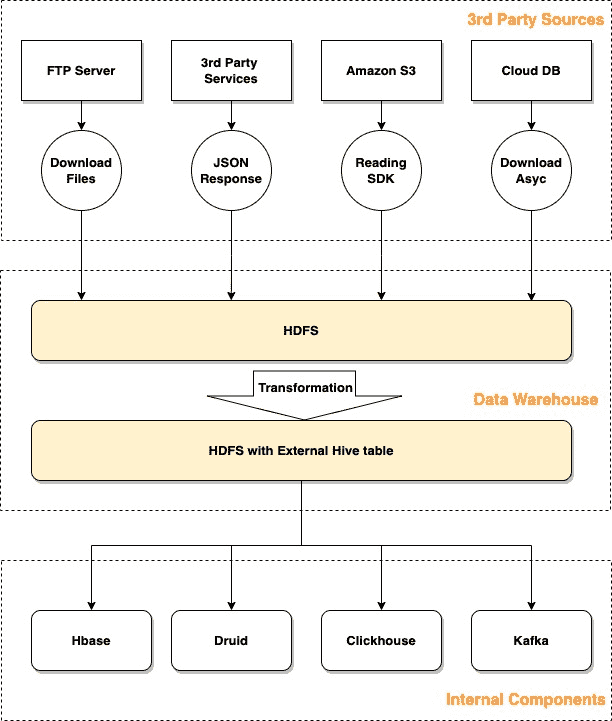 3rd Party Sources
FTP Server
3rd Party
Services
Amazon S3
Cloud DB
Download
Files
JSON
Response
Reading
SDK
Download
Asyc
HDFS
Transformation
Data Warehouse
HDFS with External Hive table
Hbase
Druid
Clickhouse
Kafka
Internal Components